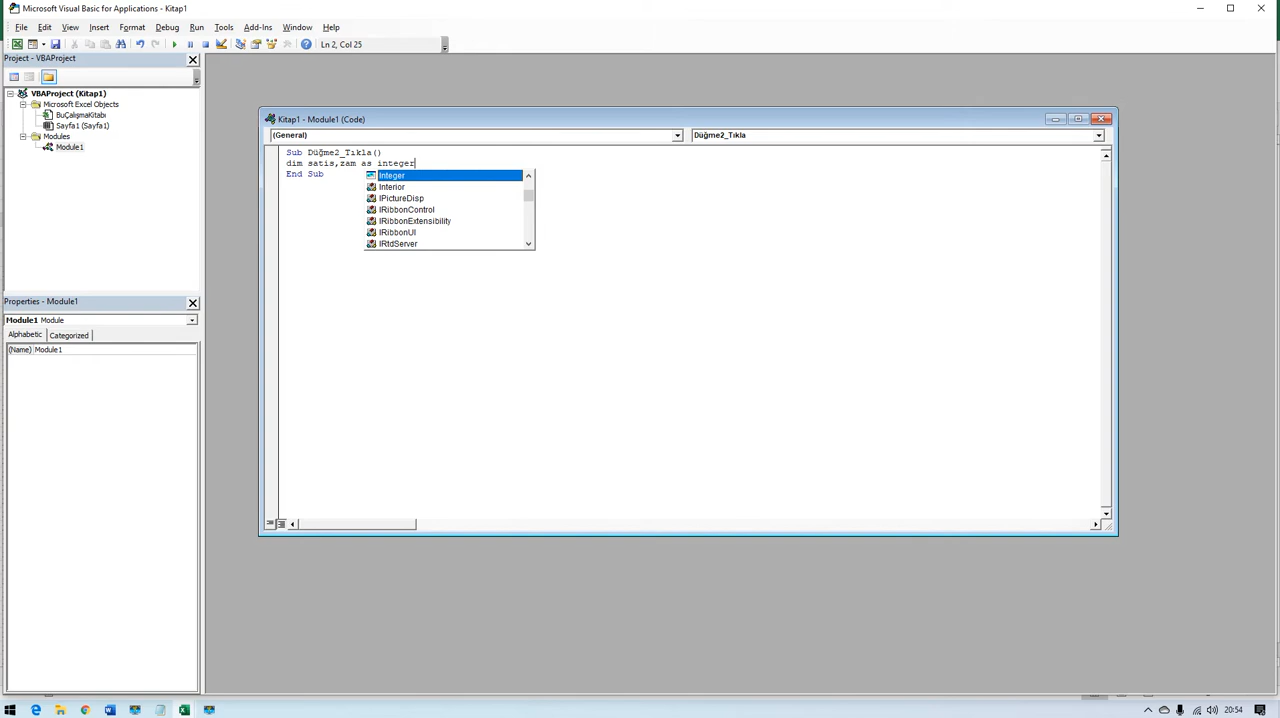 Microsoft Visual Basic for Applications - Kitap1
File Edit View Insert Format Debug Run Tools Add-Ins Window Help
Ln 2, Col 25
Project - VBAProject
VBAProject (Kitap1)
Microsoft Excel Objects
BuÇalışmaKitabı
Sayfa1 (Sayfa1)
Modules
Module1
Properties - Module1
Module1 Module
Alphabetic Categorized
(Name) Module1
Kitap1 - Module1 (Code)
(General) Düğme2_Tıkla
Sub Düğme2_Tıkla()
dim satis,zam as integer
End Sub
Integer
Interior
IPictureDisp
IRibbonControl
IRibbonExtensibility
IRibbonUI
IRtdServer
20:54